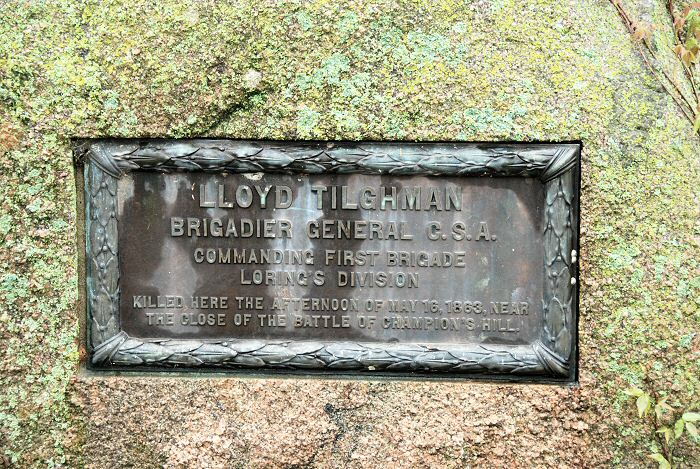 LLOYD TILGHMAN
BRIGADIER GENERAL C.S.A.
COMMANDING FIRST BRIGADE
LORING'S DIVISION
KILLED HERE THE AFTERNOON OF MAY 16, 1863, NEAR
THE CLOSE OF THE BATTLE OF CHAMPION'S HILL.